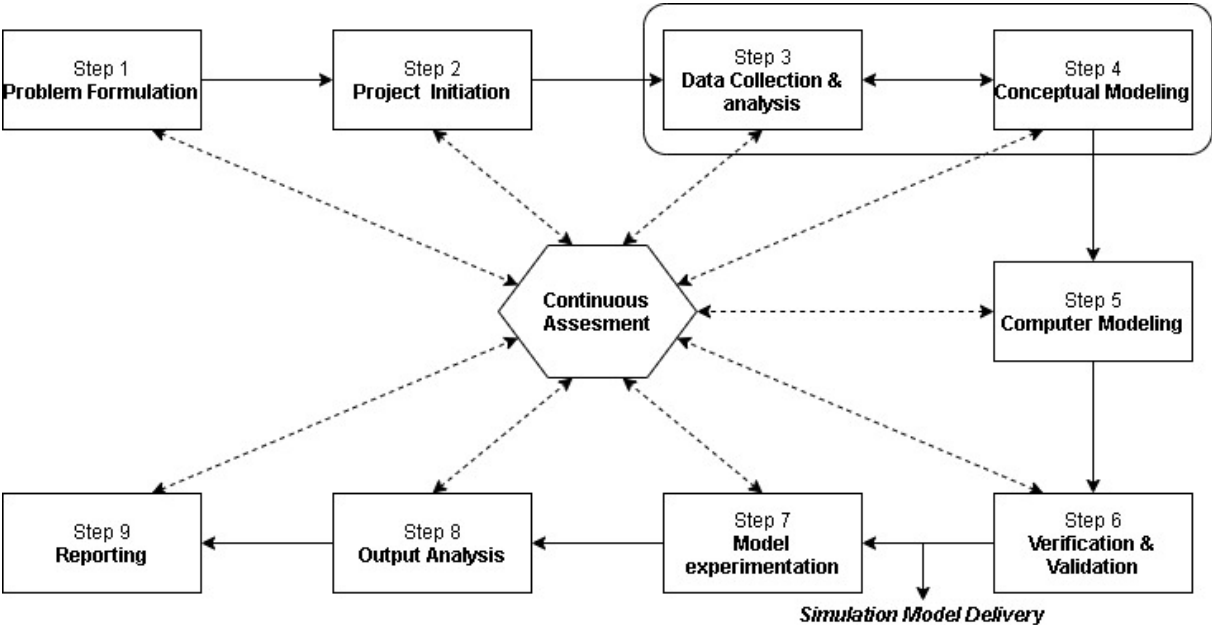 Step 1
Problem Formulation
Step 2
Project Initiation
Step 3
Data Collection &
analysis
Step 4
Conceptual Modeling
Continuous
Assesment
Step 5
Computer Modeling
Step 9
Reporting
Step 8
Output Analysis
Step 7
Model
experimentation
Step 6
Verification &
Validation
Simulation Model Delivery